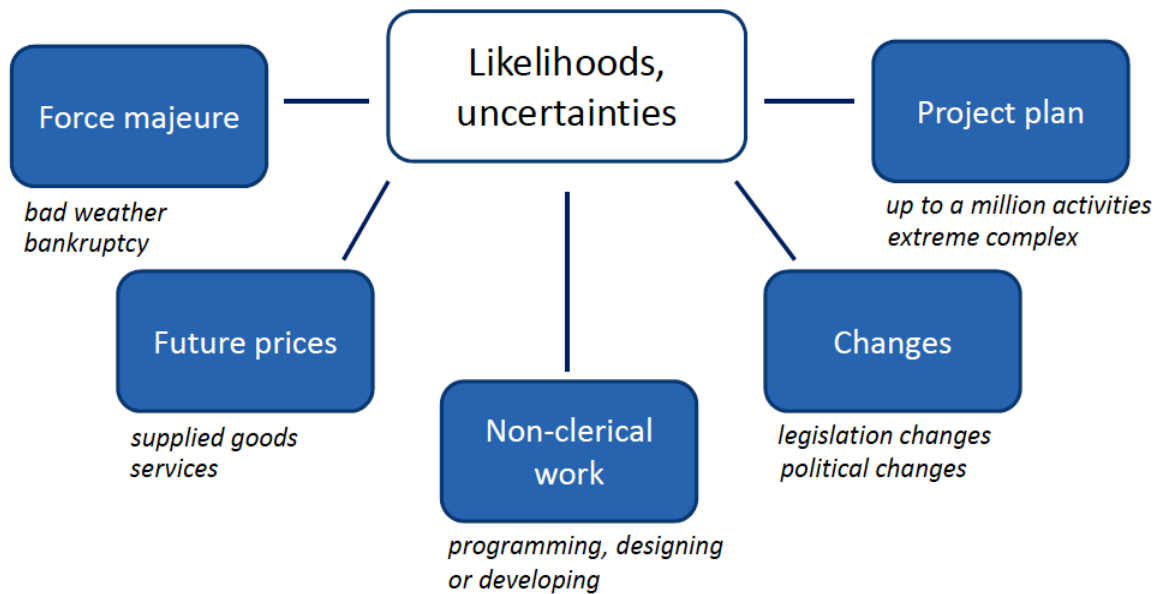 Likelihoods,
uncertainties
Force majeure
bad weather
bankruptcy
Project plan
up to a million activities
extreme complex
Future prices
supplied goods
services
Changes
legislation changes
political changes
Non-clerical
work
programming, designing
or developing